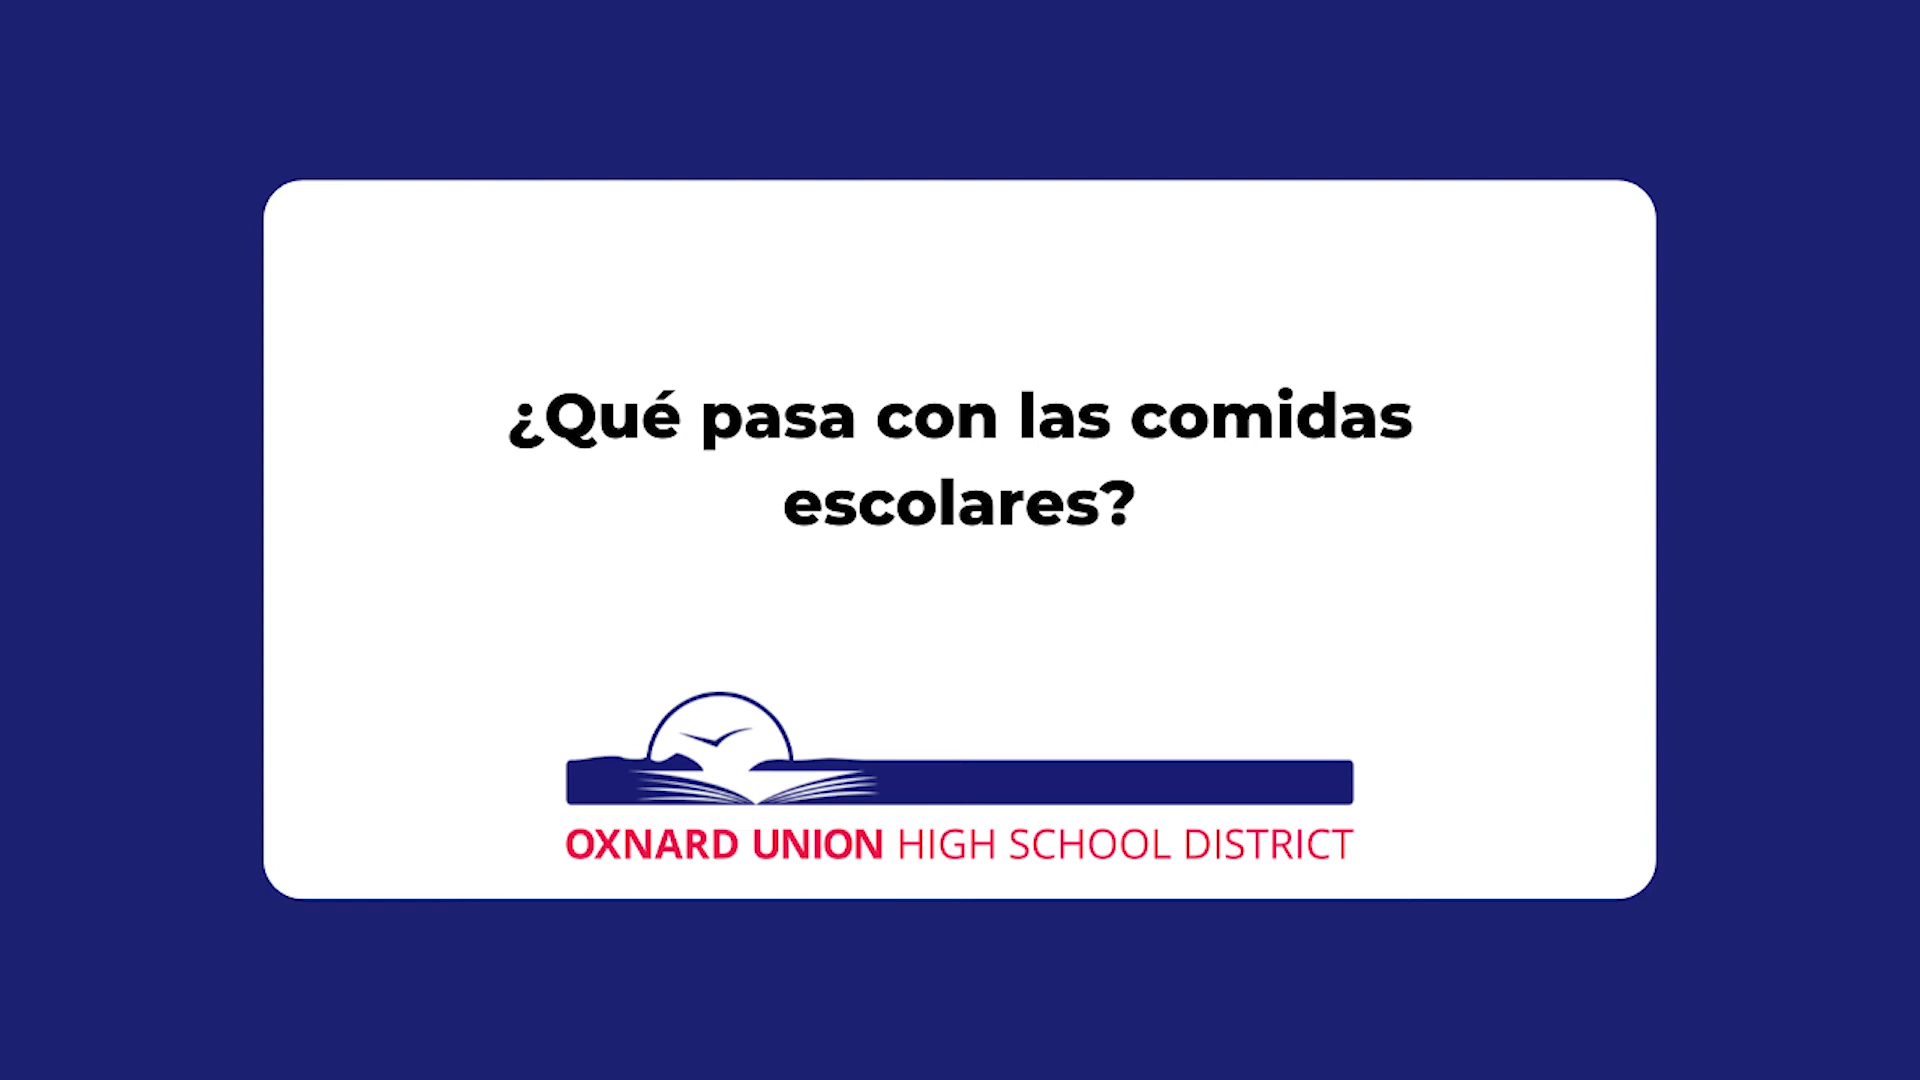 ¿Qué pasa con las comidas
escolares?
OXNARD UNION HIGH SCHOOL DISTRICT